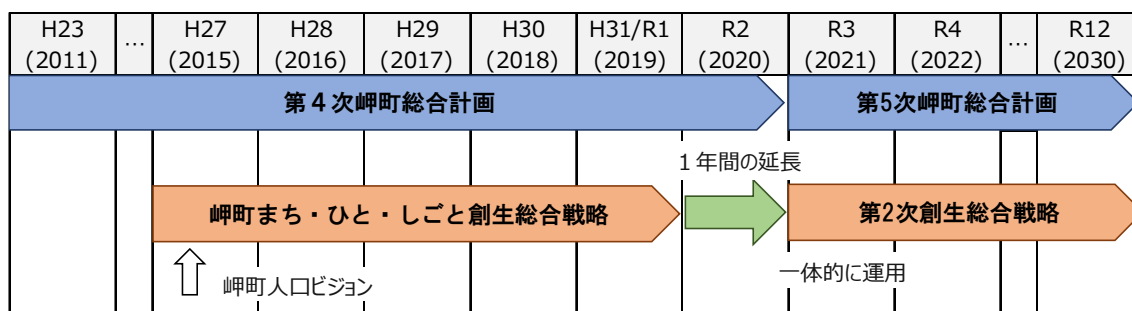 H23 … H27 H28 H29 H30 H31/R1 R2 R3 R4 … R12
(2011) (2015) (2016) (2017) (2018) (2019) (2020) (2021) (2022) (2030)
第４次岬町総合計画 第5次岬町総合計画
１年間の延長
岬町まち・ひと・しごと創生総合戦略 第2次創生総合戦略
岬町人口ビジョン 一体的に運用